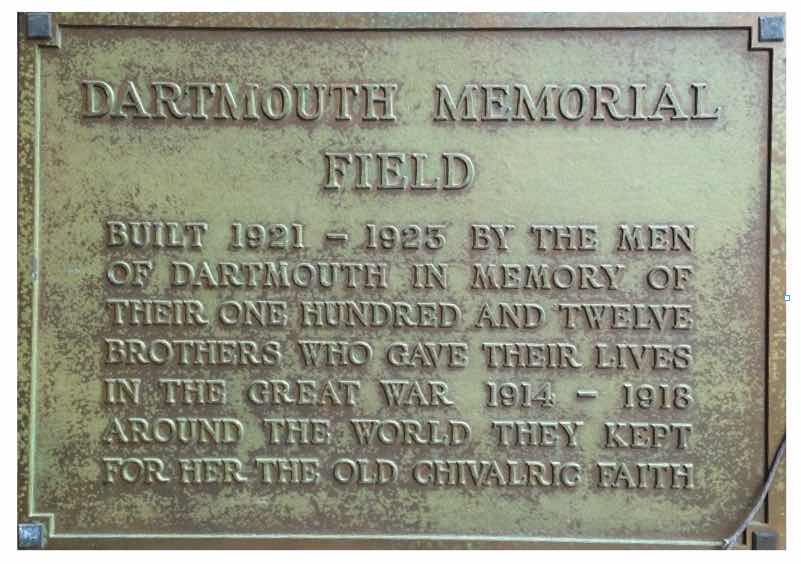 DARTMOUTH MEMORIAL
FIELD
BUILT 1921 – 1923 BY THE MEN
OF DARTMOUTH IN MEMORY OF
THEIR ONE HUNDRED AND TWELVE
BROTHERS WHO GAVE THEIR LIVES
IN THE GREAT WAR 1914 – 1918
AROUND THE WORLD THEY KEPT
FOR HER THE OLD CHIVALRIC FAITH